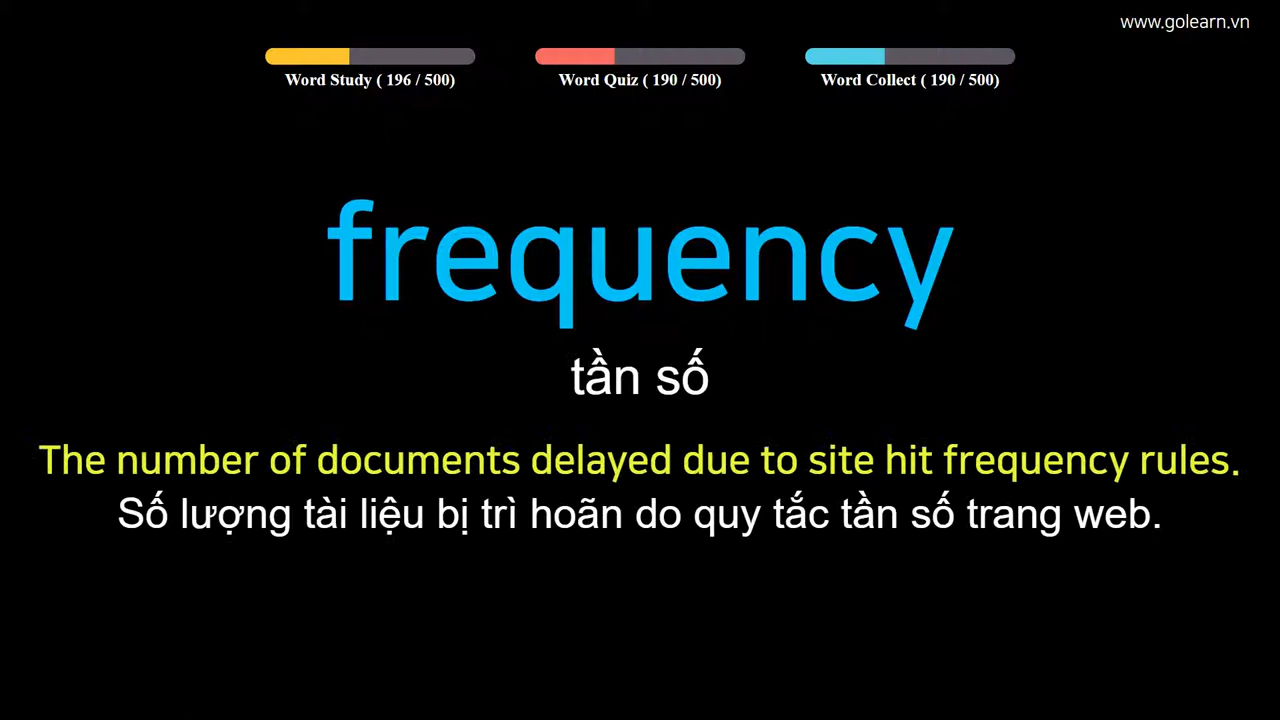 www.golearn.vn
Word Study ( 196 / 500)
Word Quiz ( 190 / 500)
Word Collect ( 190 / 500)
frequency
tần số
The number of documents delayed due to site hit frequency rules.
Số lượng tài liệu bị trì hoãn do quy tắc tần số trang web.